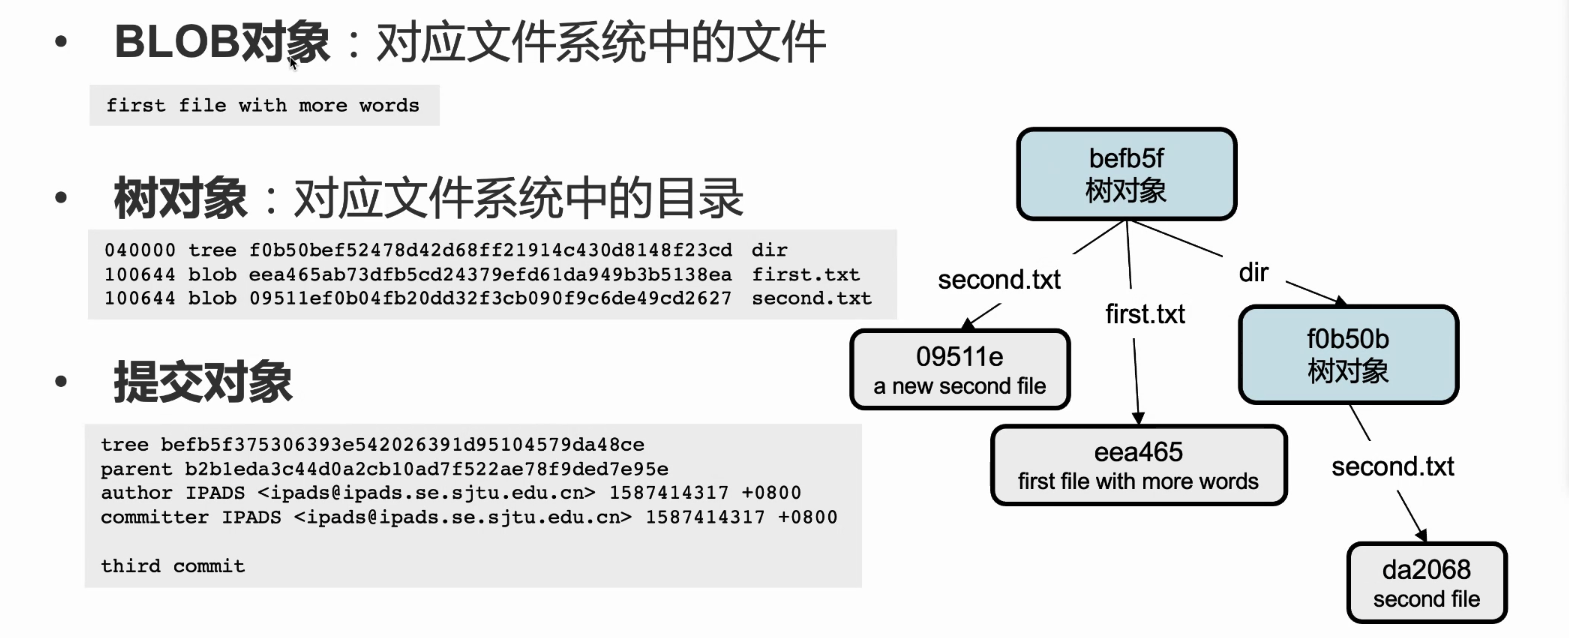 • BLOB对象：对应文件系统中的文件
first file with more words
• 树对象：对应文件系统中的目录
040000 tree f0b50bef52478d42d68ff21914c430d8148f23cd dir
100644 blob eea465ab73dfb5cd24379efd61da949b3b5138ea first.txt
100644 blob 09511ef0b04fb20dd32f3cb090f9c6de49cd2627 second.txt
• 提交对象
tree befb5f375306393e542026391d95104579da48ce
parent b2b1eda3c44d0a2cb10ad7f522ae78f9ded7e95e
author IPADS <ipads@ipads.se.sjtu.edu.cn> 1587414317 +0800
committer IPADS <ipads@ipads.se.sjtu.edu.cn> 1587414317 +0800
third commit
befb5f
树对象
second.txt
first.txt
dir
09511e
a new second file
eea465
first file with more words
f0b50b
树对象
second.txt
da2068
second file